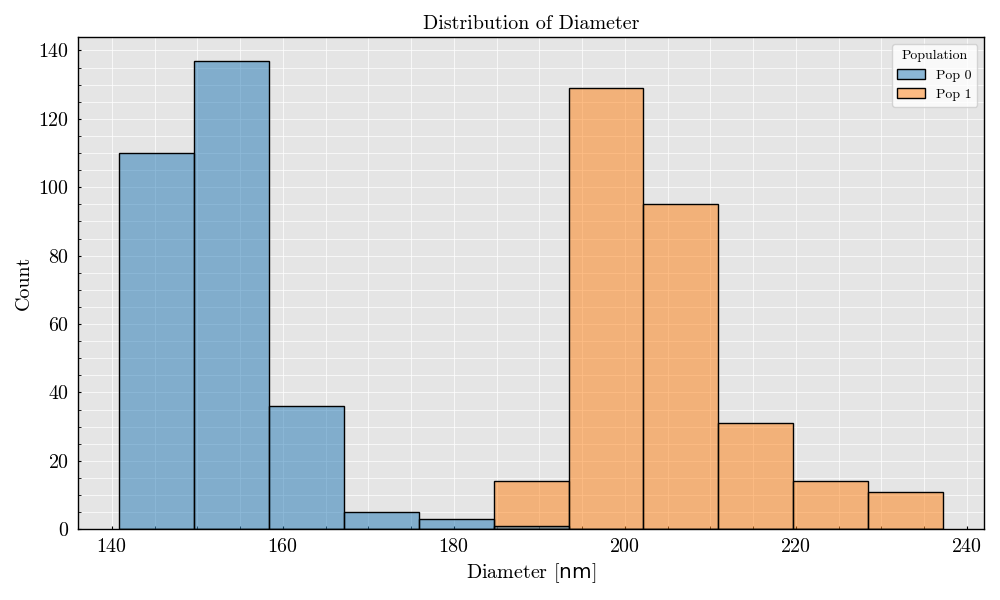 Distribution of Diameter
140
120
100
80
60
40
20
0
Count
Population
Pop 0
Pop 1
140 160 180 200 220 240
Diameter [nm]